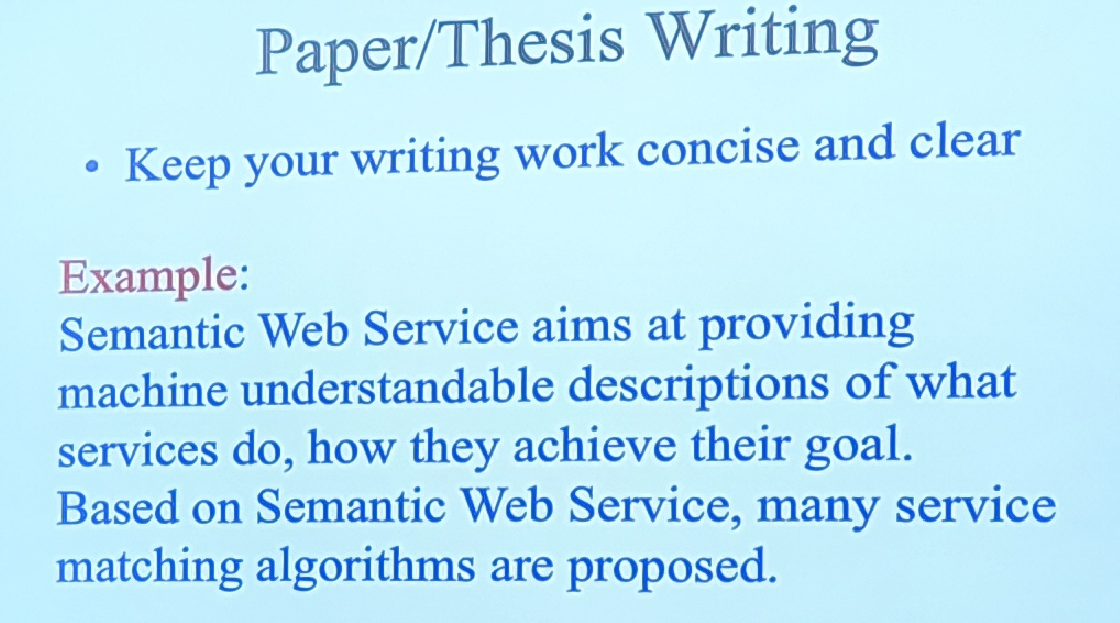 Paper/Thesis Writing
• Keep your writing work concise and clear
Example:
Semantic Web Service aims at providing
machine understandable descriptions of what
services do, how they achieve their goal.
Based on Semantic Web Service, many service
matching algorithms are proposed.